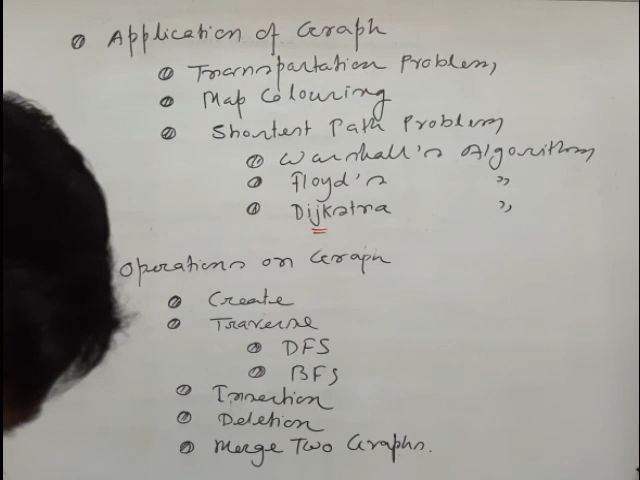 Application of Graph
Transportation Problem,
Map Colouring
Shortest Path Problem,
Warshall's Algorithm,
Floyd's ,,
Dijkstra ,,
Operations on Graph
Create
Traverse
DFS
BFS
Insertion
Deletion
Merge Two Graphs.